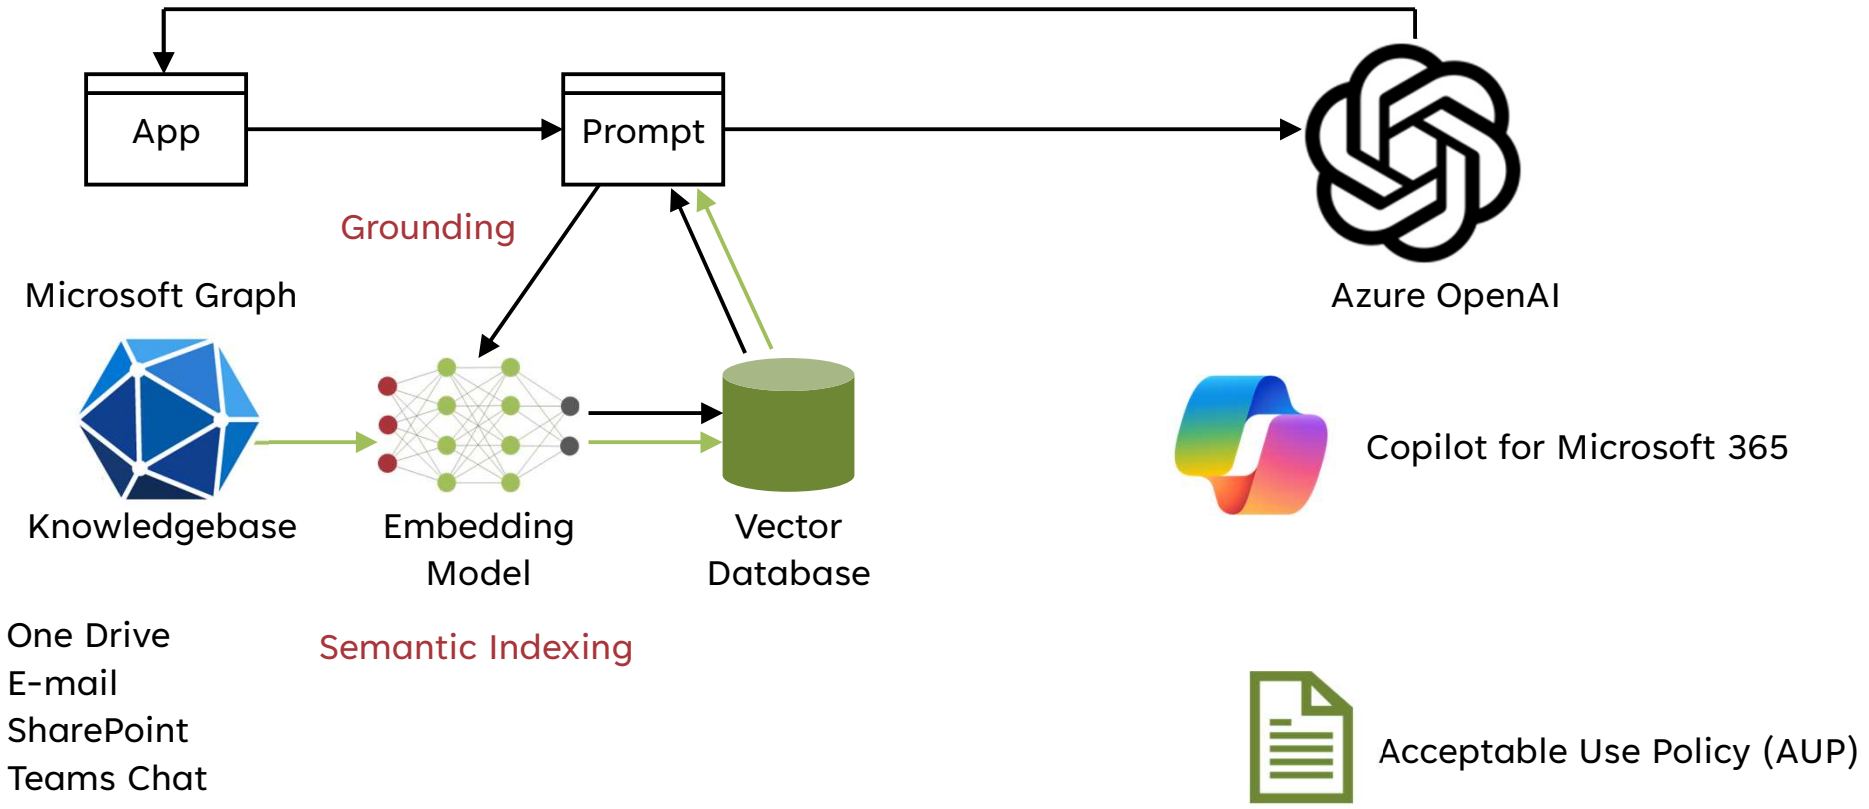 App
Prompt
Grounding
Microsoft Graph
Azure OpenAI
Copilot for Microsoft 365
Knowledgebase
Embedding
Model
Vector
Database
One Drive
E-mail
SharePoint
Teams Chat
Semantic Indexing
Acceptable Use Policy (AUP)